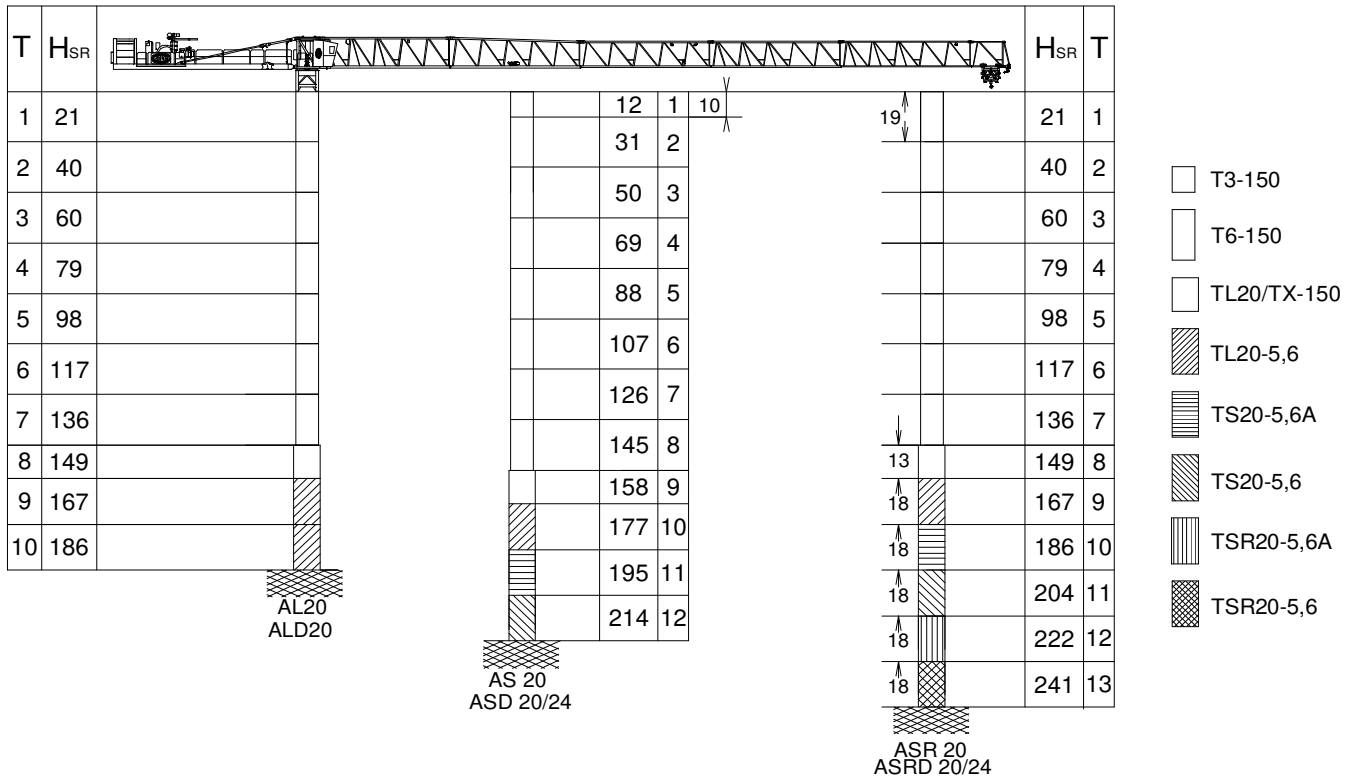 T HSR HSR T
1 21 12 1 10 19 21 1
31 2
2 40 40 2
50 3
3 60 60 3
69 4
4 79 79 4
88 5
5 98 98 5
107 6
6 117 117 6
126 7
7 136 136 7
145 8
8 149 13 149 8
158 9
9 167 18 167 9
177 10
10 186 18 186 10
195 11
18 204 11
214 12
18 222 12
18 241 13
AL20
ALD20
AS 20
ASD 20/24
ASR 20
ASRD 20/24
T3-150
T6-150
TL20/TX-150
TL20-5,6
TS20-5,6A
TS20-5,6
TSR20-5,6A
TSR20-5,6